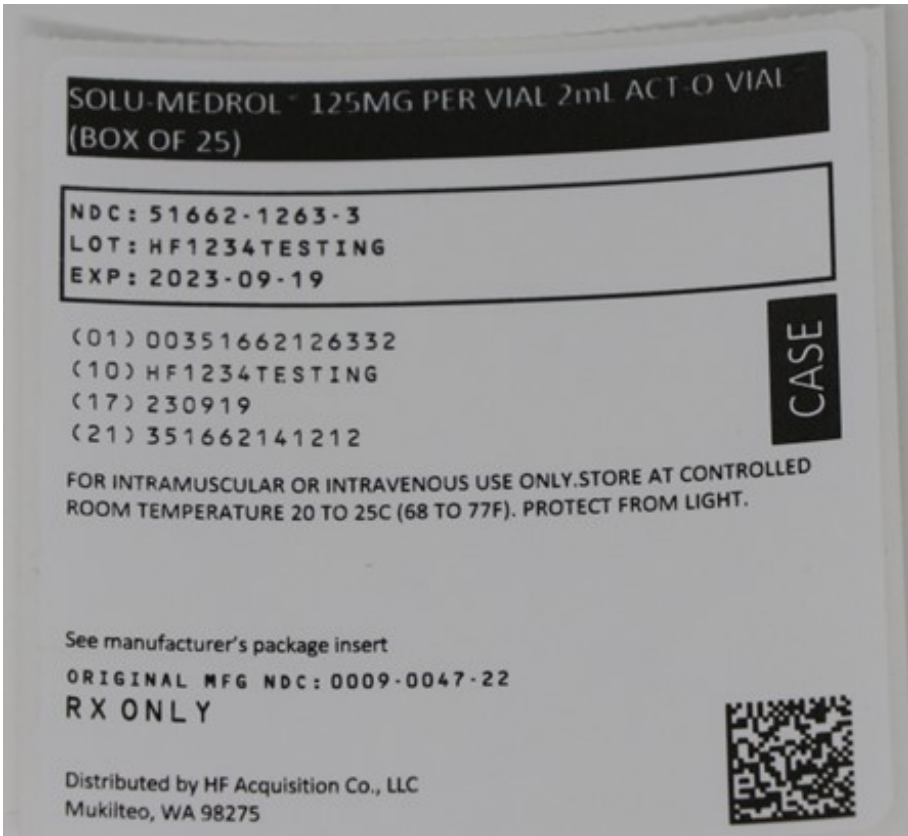 SOLU-MEDROL™ 125MG PER VIAL 2mL ACT-O VIAL
(BOX OF 25)
NDC: 51662-1263-3
LOT: HF1234TESTING
EXP: 2023-09-19
(01) 00351662126332
(10) HF1234TESTING
(17) 230919
(21) 351662141212
CASE
FOR INTRAMUSCULAR OR INTRAVENOUS USE ONLY.STORE AT CONTROLLED
ROOM TEMPERATURE 20 TO 25C (68 TO 77F). PROTECT FROM LIGHT.
See manufacturer's package insert
ORIGINAL MFG NDC: 0009-0047-22
RX ONLY
Distributed by HF Acquisition Co., LLC
Mukilteo, WA 98275